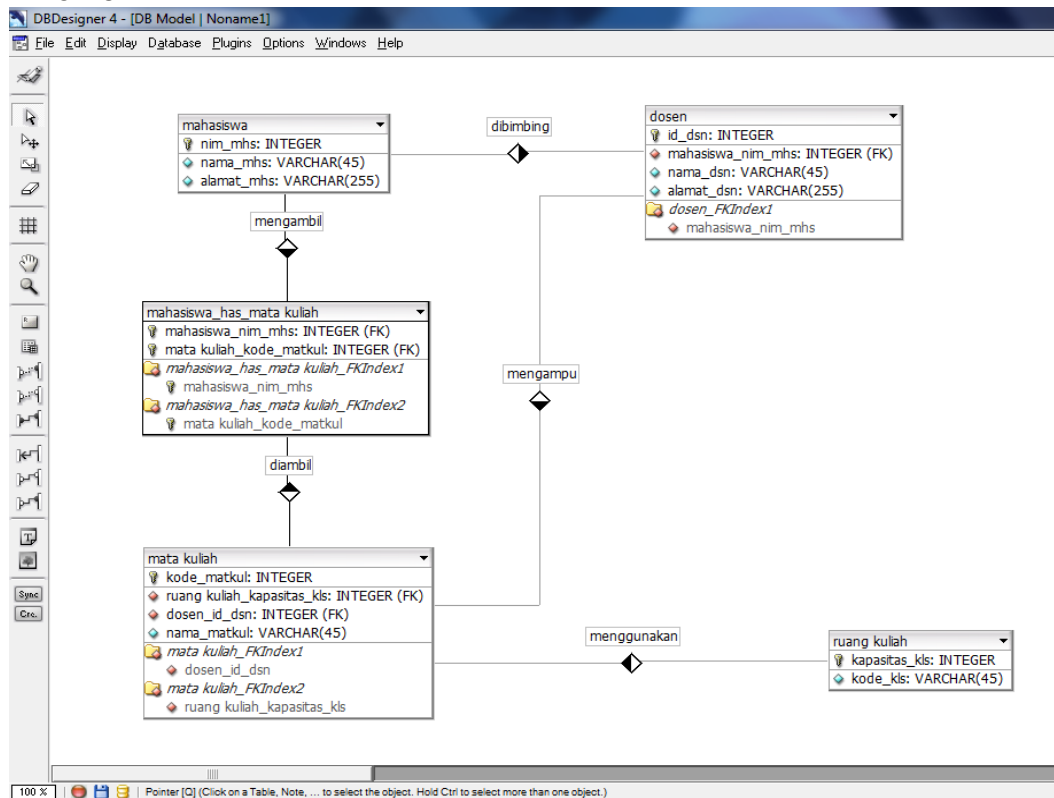 DBDesigner 4 - [DB Model | Noname1]
File Edit Display Database Plugins Options Windows Help
mahasiswa
nim_mhs: INTEGER
nama_mhs: VARCHAR(45)
alamat_mhs: VARCHAR(255)
dibimbing
dosen
id_dsn: INTEGER
mahasiswa_nim_mhs: INTEGER (FK)
nama_dsn: VARCHAR(45)
alamat_dsn: VARCHAR(255)
dosen_FKIndex1
mahasiswa_nim_mhs
mengambil
mahasiswa_has_mata kuliah
mahasiswa_nim_mhs: INTEGER (FK)
mata kuliah_kode_matkul: INTEGER (FK)
mahasiswa_has_mata kuliah_FKIndex1
mahasiswa_nim_mhs
mahasiswa_has_mata kuliah_FKIndex2
mata kuliah_kode_matkul
mengampu
diambil
mata kuliah
kode_matkul: INTEGER
ruang kuliah_kapasitas_kls: INTEGER (FK)
dosen_id_dsn: INTEGER (FK)
nama_matkul: VARCHAR(45)
mata kuliah_FKIndex1
dosen_id_dsn
mata kuliah_FKIndex2
ruang kuliah_kapasitas_kls
menggunakan
ruang kuliah
kapasitas_kls: INTEGER
kode_kls: VARCHAR(45)
Sync
Cre.
100 % Pointer [Q] (Click on a Table, Note, ... to select the object. Hold Ctrl to select more than one object.)